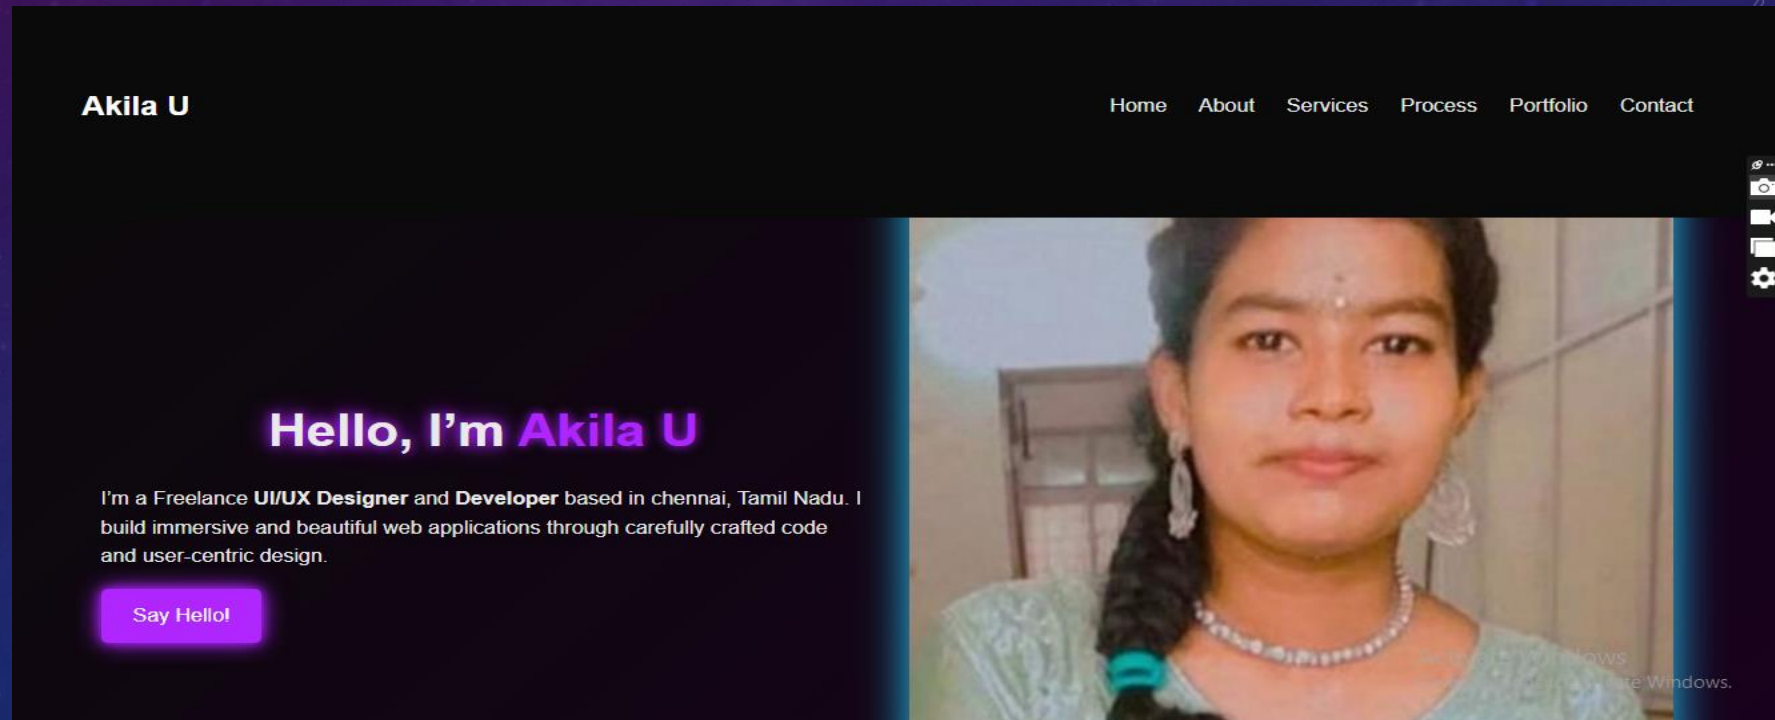 Akila U
Home About Services Process Portfolio Contact
Hello, I’m Akila U
I’m a Freelance UI/UX Designer and Developer based in chennai, Tamil Nadu. I
build immersive and beautiful web applications through carefully crafted code
and user-centric design.
Say Hello!
Windows.